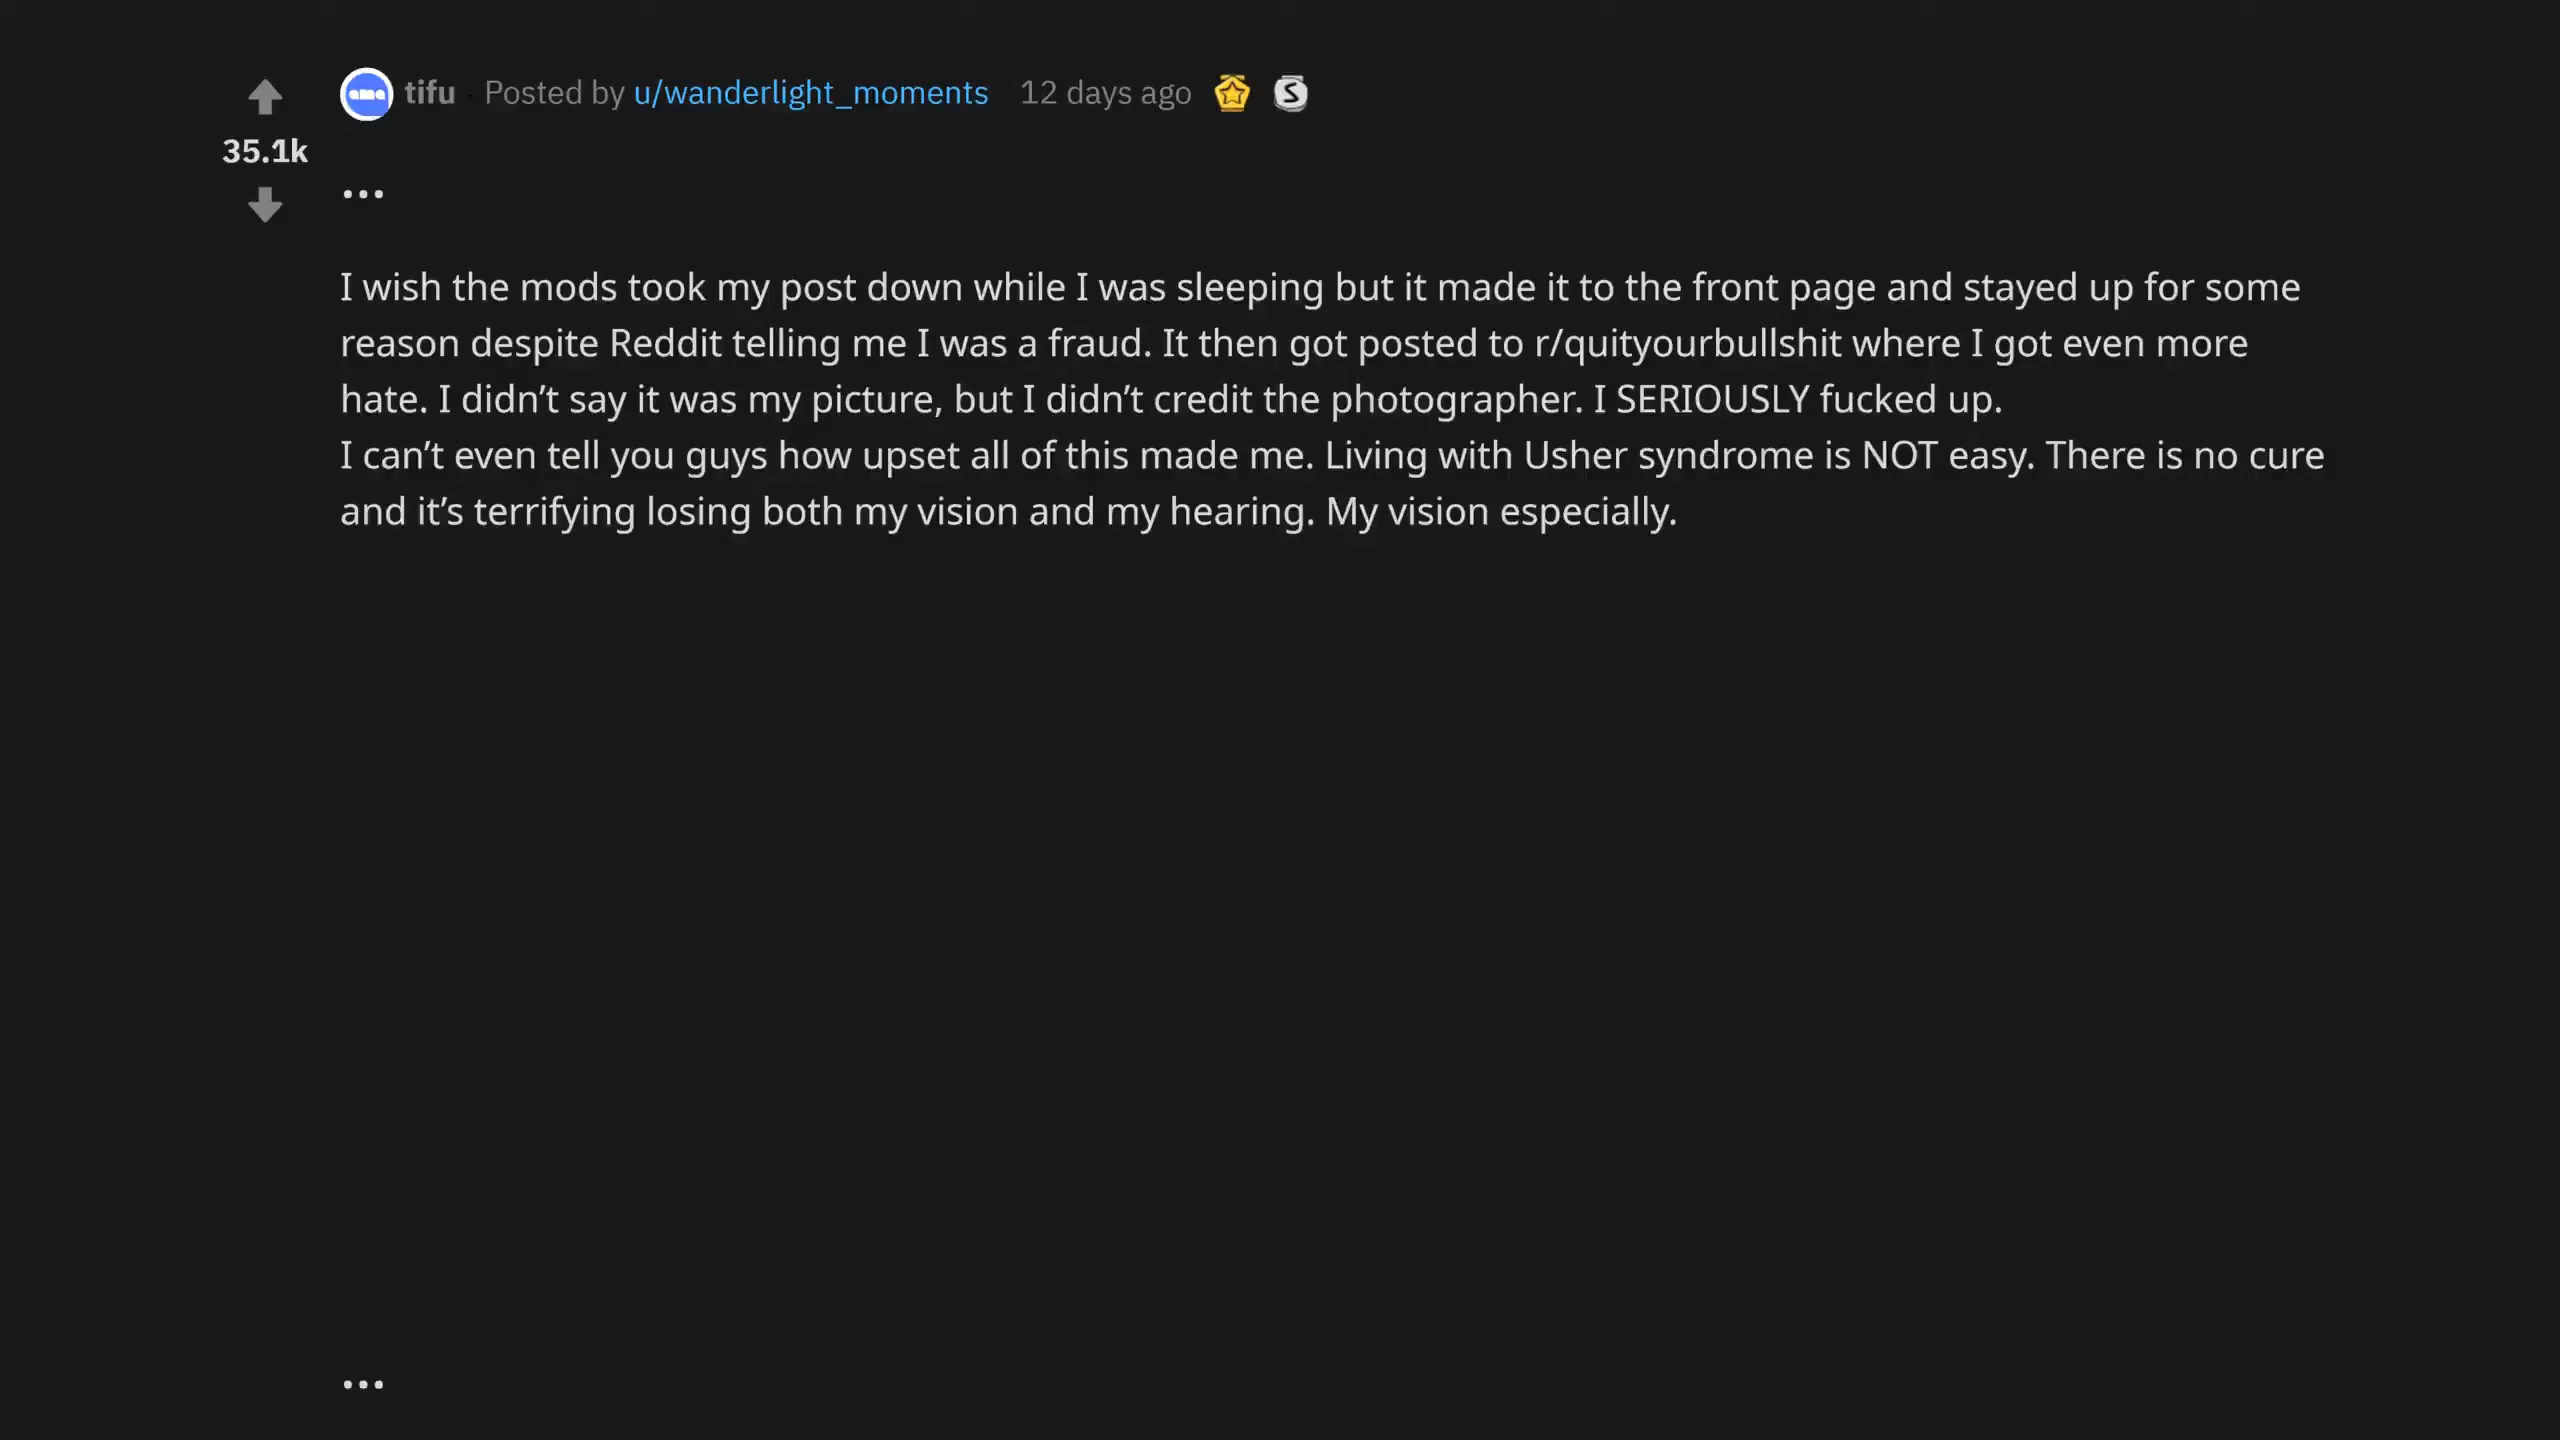 tifu · Posted by u/wanderlight_moments 12 days ago
35.1k
...
I wish the mods took my post down while I was sleeping but it made it to the front page and stayed up for some
reason despite Reddit telling me I was a fraud. It then got posted to r/quityourbullshit where I got even more
hate. I didn’t say it was my picture, but I didn’t credit the photographer. I SERIOUSLY fucked up.
I can’t even tell you guys how upset all of this made me. Living with Usher syndrome is NOT easy. There is no cure
and it’s terrifying losing both my vision and my hearing. My vision especially.
...